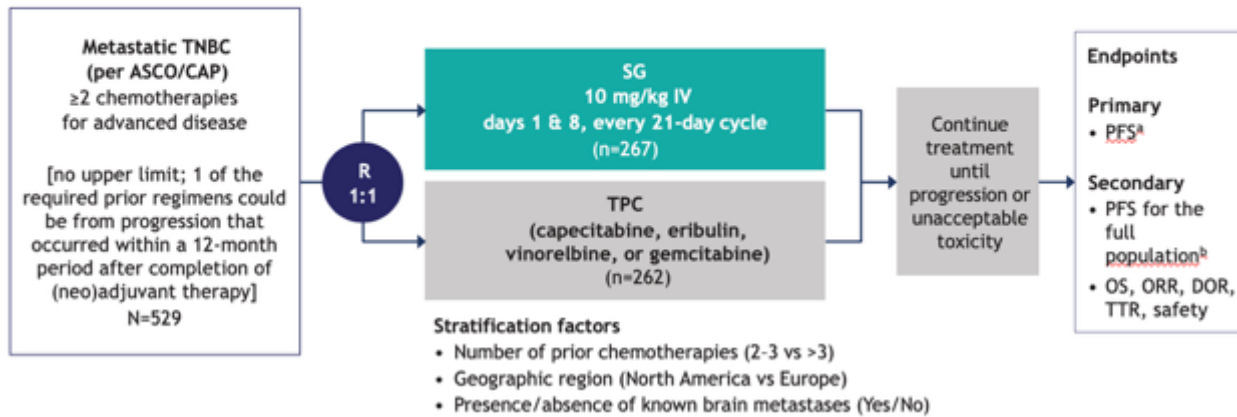 Metastatic TNBC
(per ASCO/CAP)
≥2 chemotherapies
for advanced disease
[no upper limit; 1 of the
required prior regimens could
be from progression that
occurred within a 12-month
period after completion of
(neo)adjuvant therapy]
N=529
R
1:1
SG
10 mg/kg IV
days 1 & 8, every 21-day cycle
(n=267)
TPC
(capecitabine, eribulin,
vinorelbine, or gemcitabine)
(n=262)
Stratification factors
• Number of prior chemotherapies (2-3 vs >3)
• Geographic region (North America vs Europe)
• Presence/absence of known brain metastases (Yes/No)
Continue
treatment
until
progression or
unacceptable
toxicity
Endpoints
Primary
• PFSᵃ
Secondary
• PFS for the
full
populationᵇ
• OS, ORR, DOR,
TTR, safety